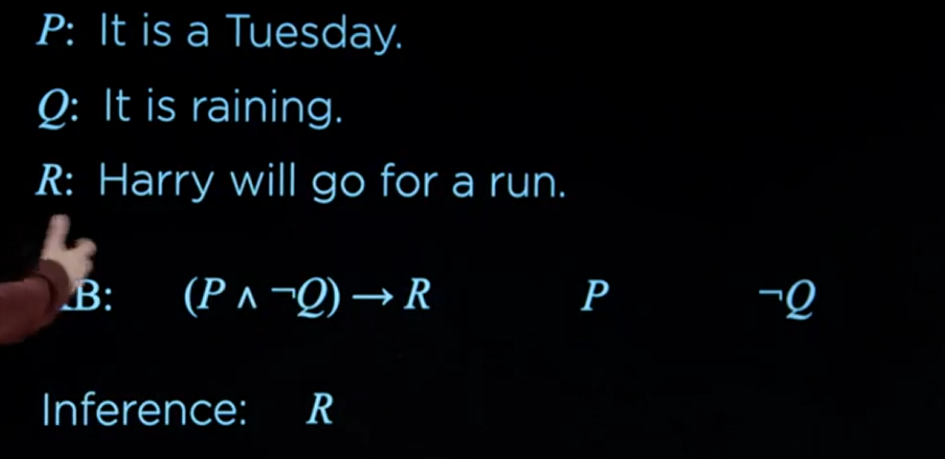 P: It is a Tuesday.
Q: It is raining.
R: Harry will go for a run.
B: (P ∧ ¬Q) → R P ¬Q
Inference: R